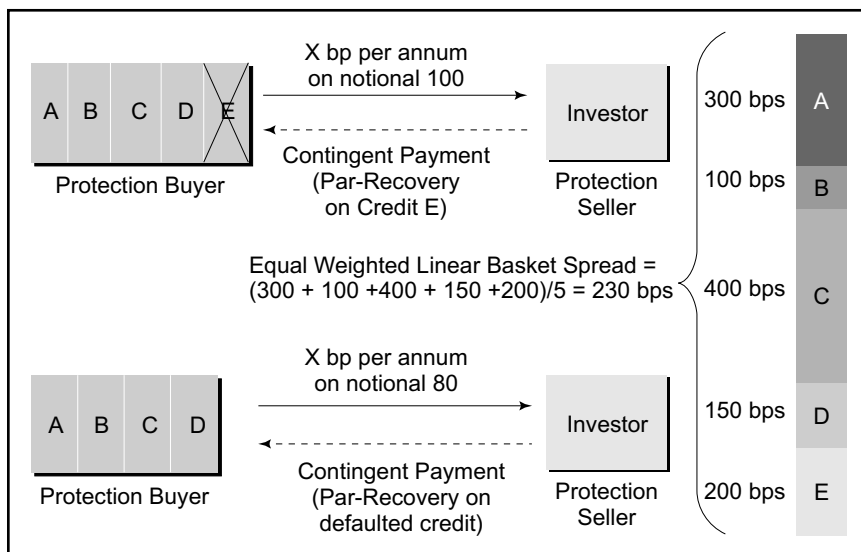 X bp per annum
on notional 100
A B C D E
Investor
Contingent Payment
(Par-Recovery
on Credit E)
Protection Buyer
Protection
Seller
Equal Weighted Linear Basket Spread =
(300 + 100 +400 + 150 +200)/5 = 230 bps
X bp per annum
on notional 80
A B C D
Investor
Contingent Payment
(Par-Recovery on
defaulted credit)
Protection Buyer
Protection
Seller
300 bps A
100 bps B
400 bps C
150 bps D
200 bps E